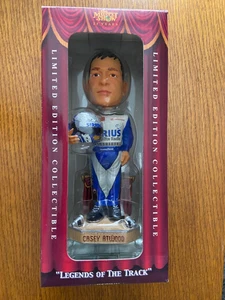 LIMITED EDITION COLLECTIBLE
LIMITED EDITION COLLECTIBLE
RIUS
CASEY ATWOOD
"LEGENDS OF THE TRACK"